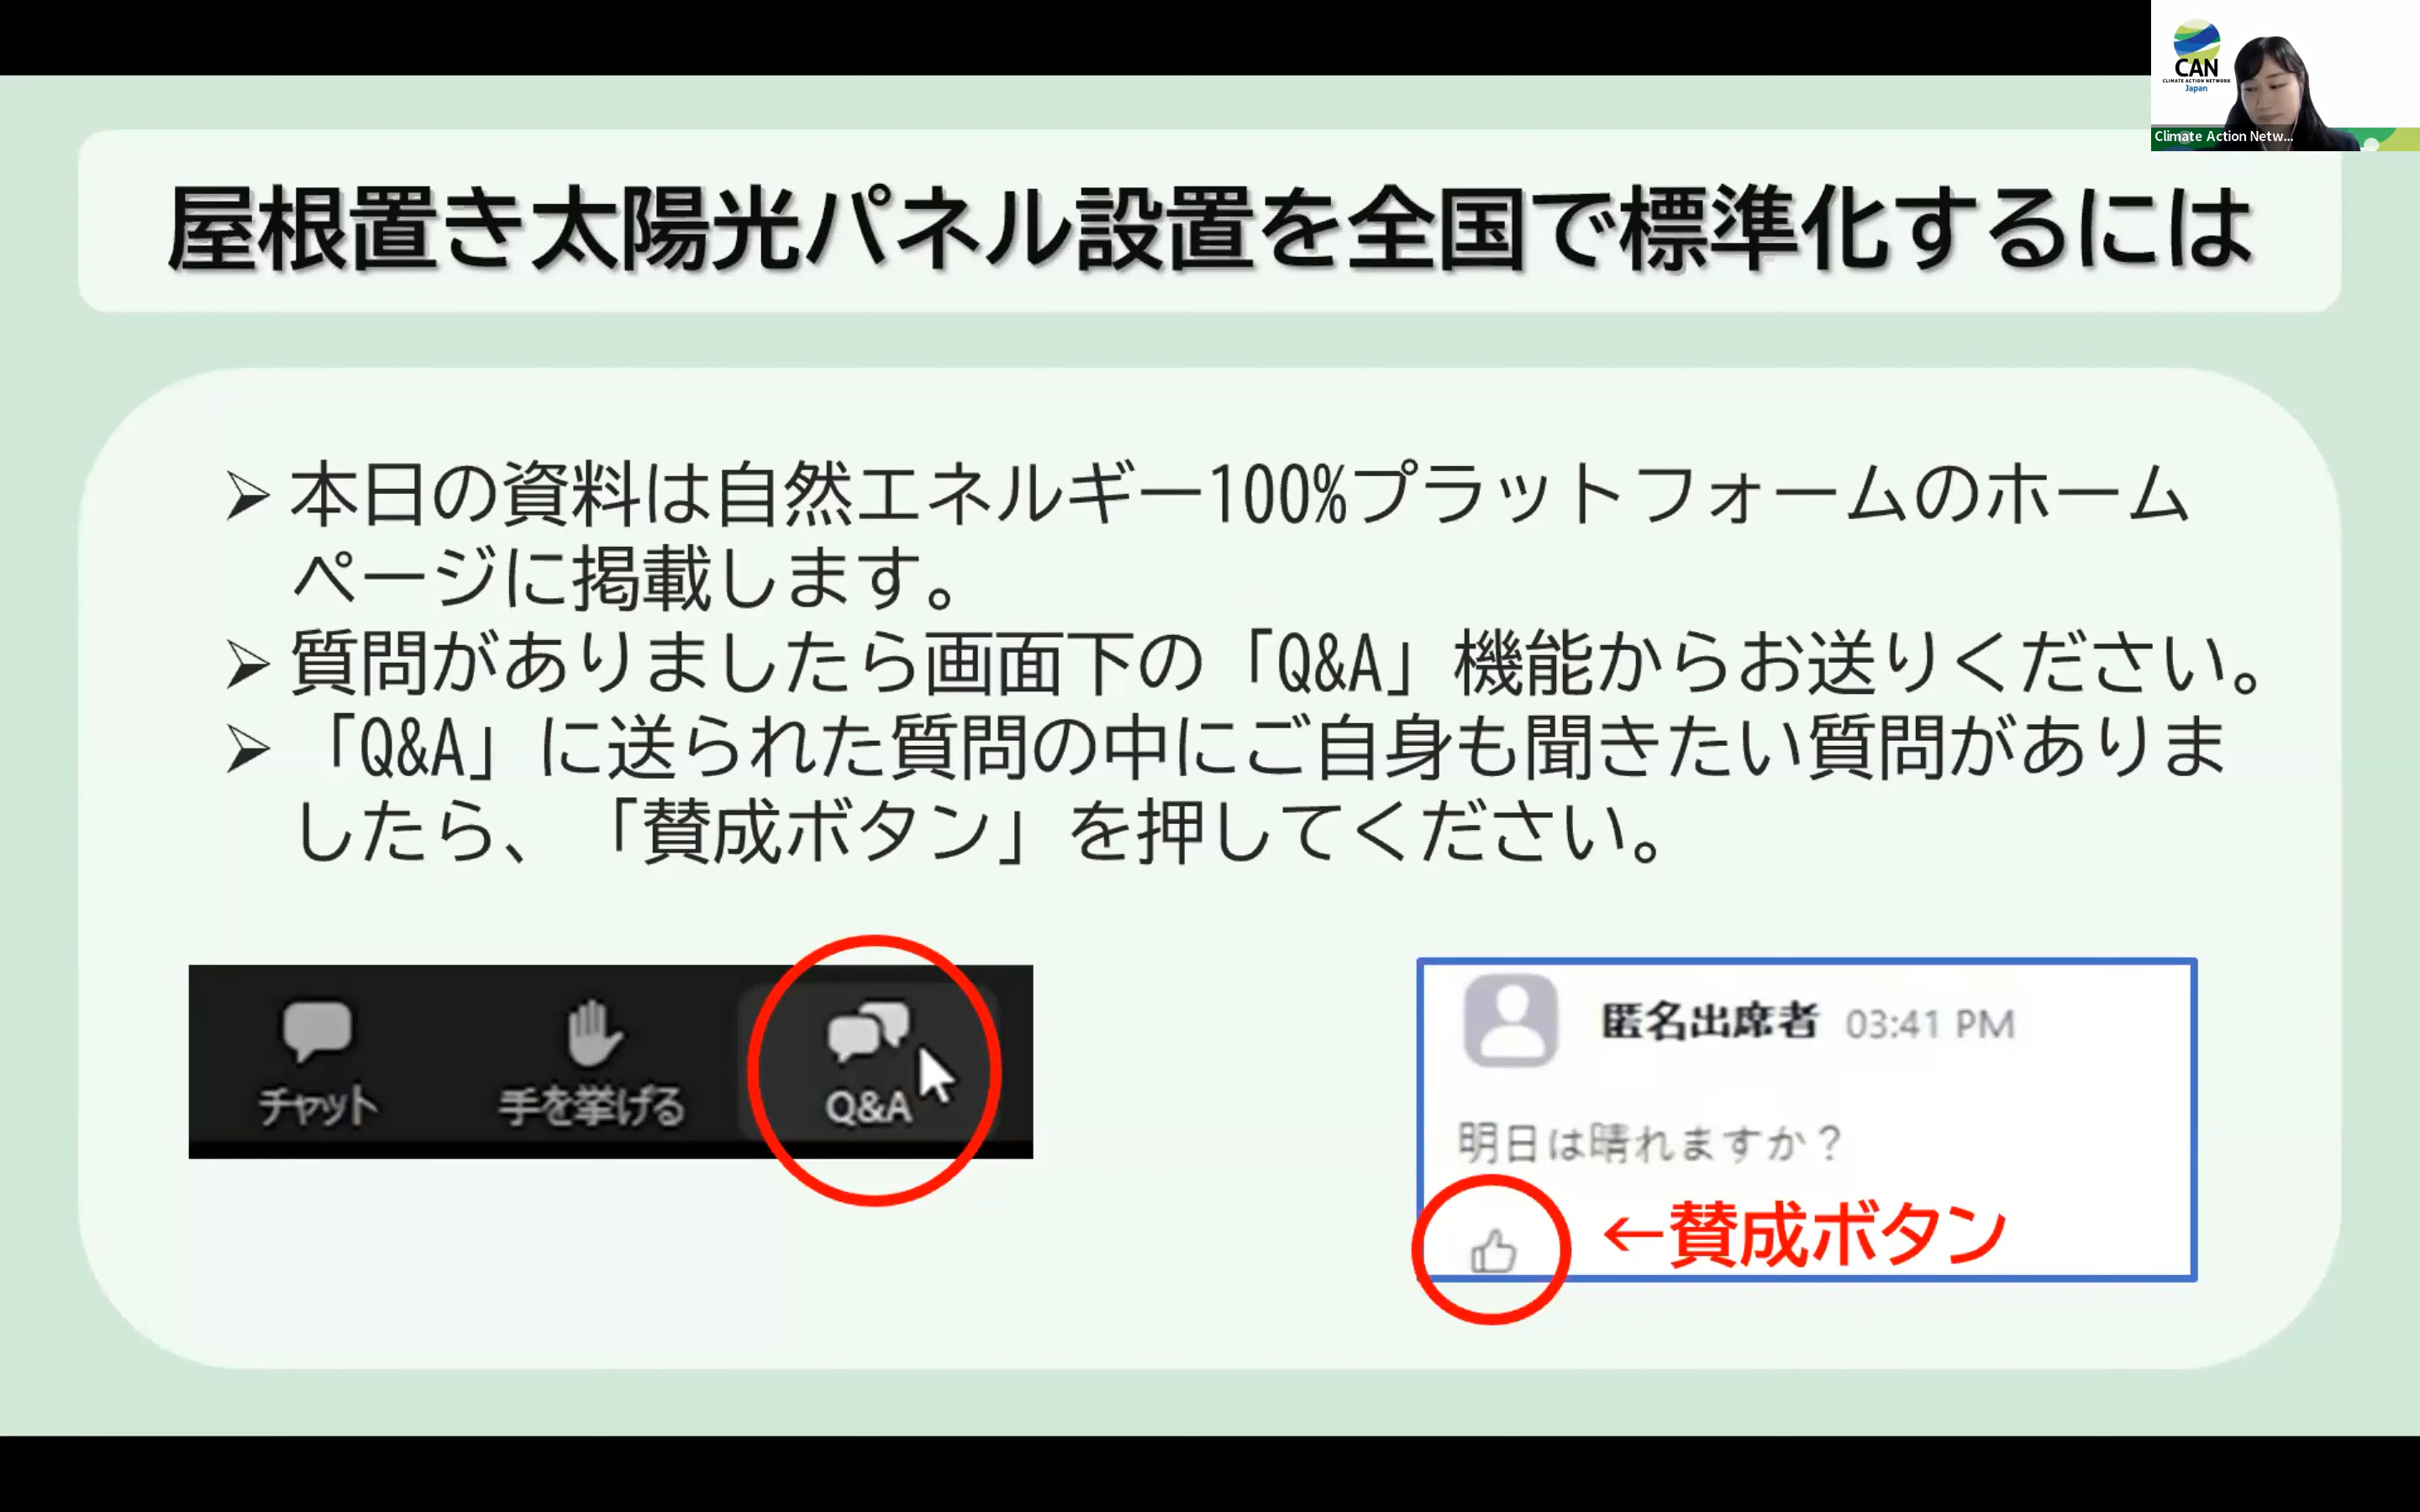 CAN
CLIMATE ACTION NETWORK
Japan
Climate Action Netw...
屋根置き太陽光パネル設置を全国で標準化するには
➢本日の資料は自然エネルギー100%プラットフォームのホーム
ページに掲載します。
➢質問がありましたら画面下の「Q&A」機能からお送りください。
➢「Q&A」に送られた質問の中にご自身も聞きたい質問がありま
したら、「賛成ボタン」を押してください。
チャット
手を挙げる
Q&A
匿名出席者 03:41 PM
明日は晴れますか？
←賛成ボタン